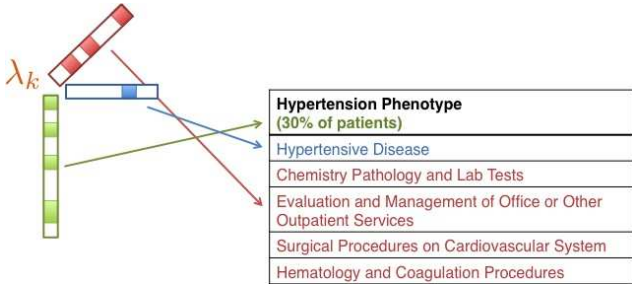 λk
Hypertension Phenotype
(30% of patients)
Hypertensive Disease
Chemistry Pathology and Lab Tests
Evaluation and Management of Office or Other
Outpatient Services
Surgical Procedures on Cardiovascular System
Hematology and Coagulation Procedures